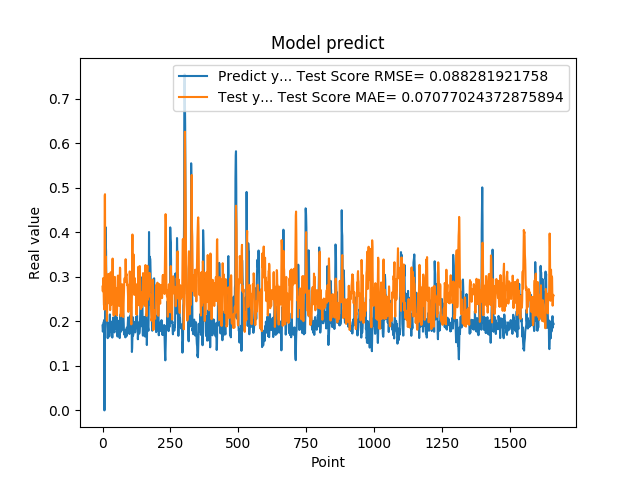 Model predict
Predict y... Test Score RMSE= 0.088281921758
Test y... Test Score MAE= 0.07077024372875894
Real value
0.7
0.6
0.5
0.4
0.3
0.2
0.1
0.0
0 250 500 750 1000 1250 1500
Point